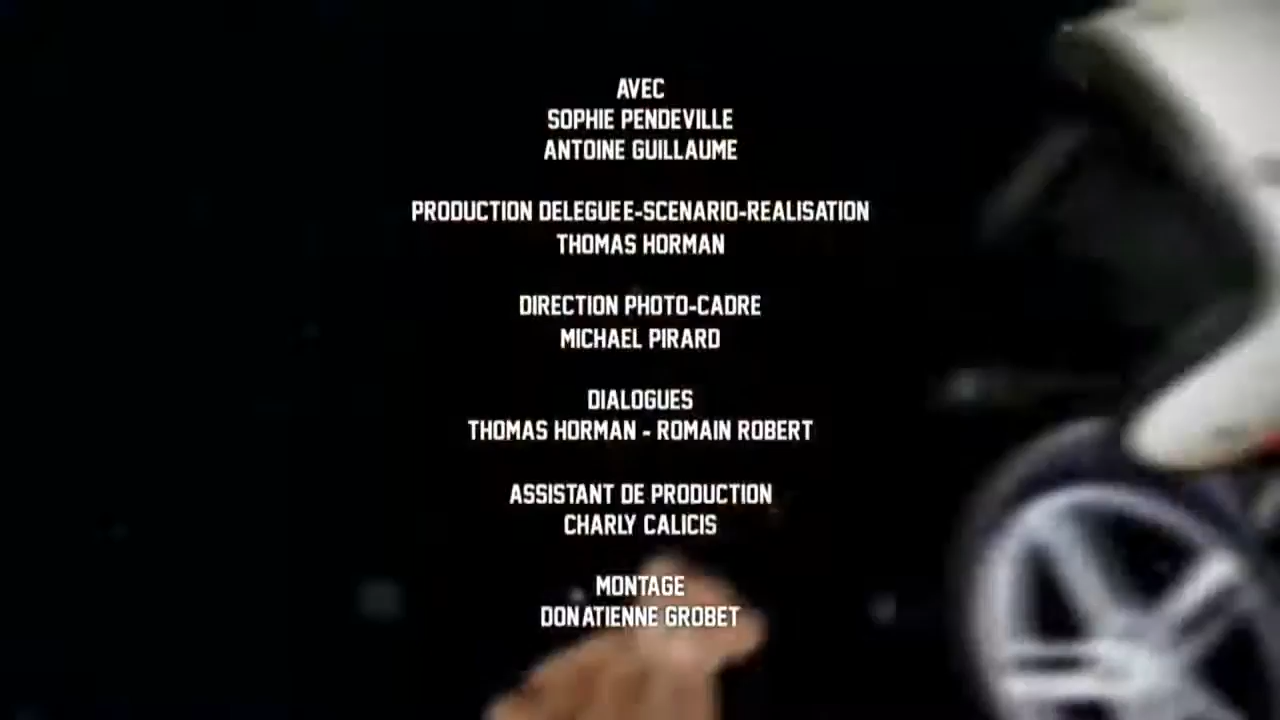 AVEC
SOPHIE PENDEVILLE
ANTOINE GUILLAUME
PRODUCTION DELEGUEE-SCENARIO-REALISATION
THOMAS HORMAN
DIRECTION PHOTO-CADRE
MICHAEL PIRARD
DIALOGUES
THOMAS HORMAN - ROMAIN ROBERT
ASSISTANT DE PRODUCTION
CHARLY CALICIS
MONTAGE
DONATIENNE GROBET